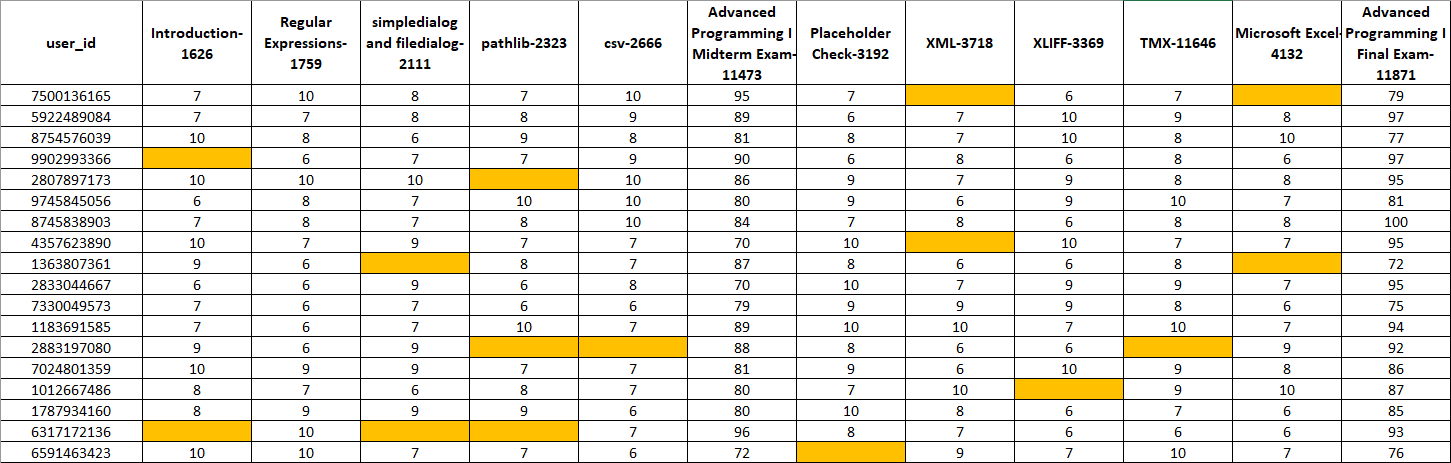 user_id Introduction-1626 Regular Expressions-1759 simpledialog and filedialog-2111 pathlib-2323 csv-2666 Advanced Programming I Midterm Exam-11473 Placeholder Check-3192 XML-3718 XLIFF-3369 TMX-11646 Microsoft Excel-4132 Advanced Programming I Final Exam-11871
7500136165 7 10 8 7 10 95 7 6 7 79
5922489084 7 7 8 8 9 89 6 7 10 9 8 97
8754576039 10 8 6 9 8 81 8 7 10 8 10 77
9902993366 6 7 7 9 90 6 8 6 8 6 97
2807897173 10 10 10 10 86 9 7 9 8 8 95
9745845056 6 8 7 10 10 80 9 6 9 10 7 81
8745838903 7 8 7 8 10 84 7 8 6 8 8 100
4357623890 10 7 9 7 7 70 10 10 7 7 95
1363807361 9 6 8 7 87 8 6 6 8 72
2833044667 6 6 9 6 8 70 10 7 9 9 7 95
7330049573 7 6 7 6 6 79 9 9 9 8 6 75
1183691585 7 6 7 10 7 89 10 10 7 10 7 94
2883197080 9 6 9 88 8 6 6 9 92
7024801359 10 9 9 7 7 81 9 6 10 9 8 86
1012667486 8 7 6 8 7 80 7 10 9 10 87
1787934160 8 9 9 9 6 80 10 8 6 7 6 85
6317172136 10 7 96 8 7 6 6 6 93
6591463423 10 10 7 7 6 72 9 7 10 7 76